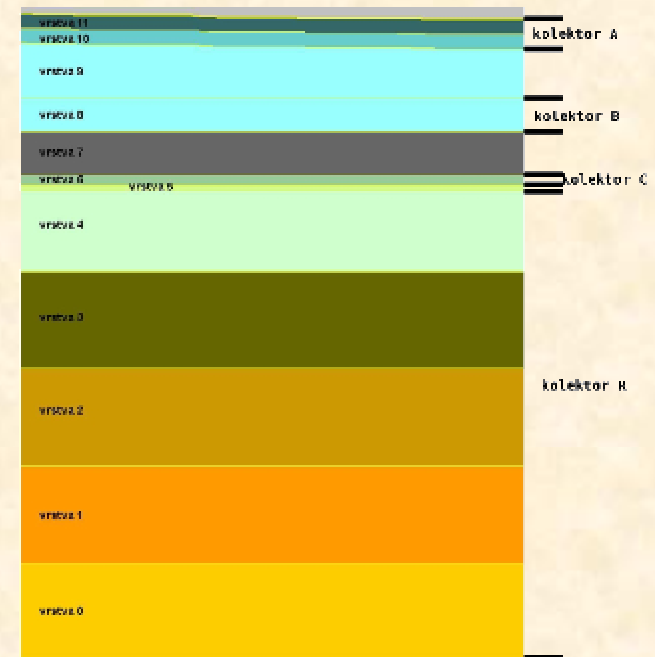 vrstva 11
kolektor A
vrstva 10
vrstva 9
vrstva 8
kolektor B
vrstva 7
vrstva 6
kolektor C
vrstva 5
vrstva 4
vrstva 3
kolektor K
vrstva 2
vrstva 1
vrstva 0